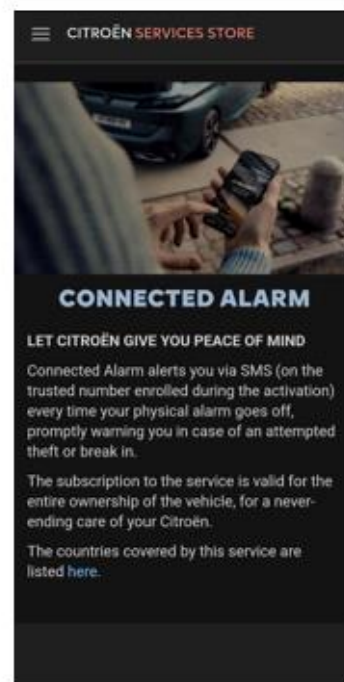 CITROËN SERVICES STORE
CONNECTED ALARM
LET CITROËN GIVE YOU PEACE OF MIND
Connected Alarm alerts you via SMS (on the
trusted number enrolled during the activation)
every time your physical alarm goes off,
promptly warning you in case of an attempted
theft or break in.
The subscription to the service is valid for the
entire ownership of the vehicle, for a never-
ending care of your Citroën.
The countries covered by this service are
listed here.